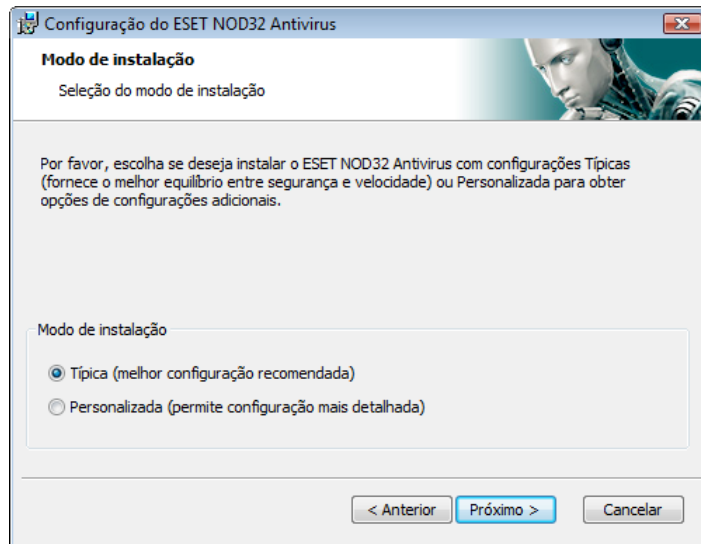 Configuração do ESET NOD32 Antivirus
Modo de instalação
Seleção do modo de instalação
Por favor, escolha se deseja instalar o ESET NOD32 Antivirus com configurações Típicas
(fornece o melhor equilíbrio entre segurança e velocidade) ou Personalizada para obter
opções de configurações adicionais.
Modo de instalação
Típica (melhor configuração recomendada)
Personalizada (permite configuração mais detalhada)
< Anterior
Próximo >
Cancelar